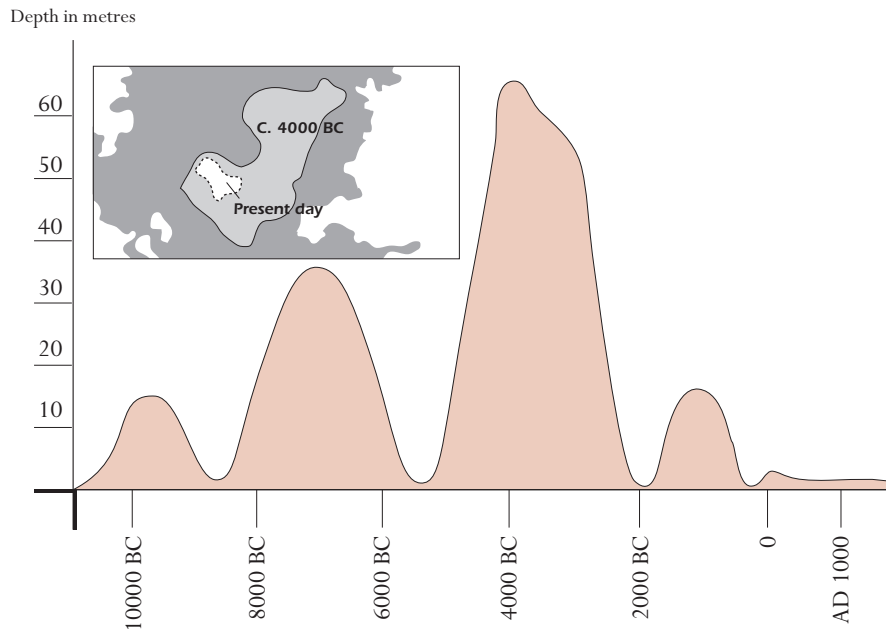 Depth in metres
60
50
40
30
20
10
C. 4000 BC
Present day
10000 BC
8000 BC
6000 BC
4000 BC
2000 BC
0
AD 1000